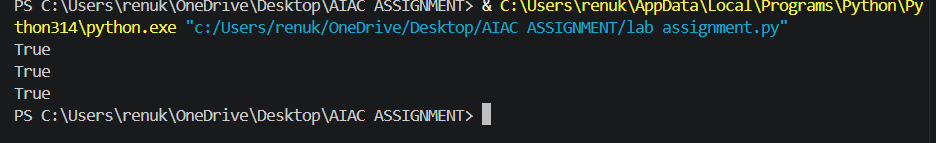 PS C:\Users\renuk\OneDrive\Desktop\AIAC ASSIGNMENT> & C:\Users\renuk\AppData\Local\Programs\Python\Py
thon314\python.exe "c:/Users/renuk/OneDrive/Desktop/AIAC ASSIGNMENT/lab assignment.py"
True
True
True
PS C:\Users\renuk\OneDrive\Desktop\AIAC ASSIGNMENT>